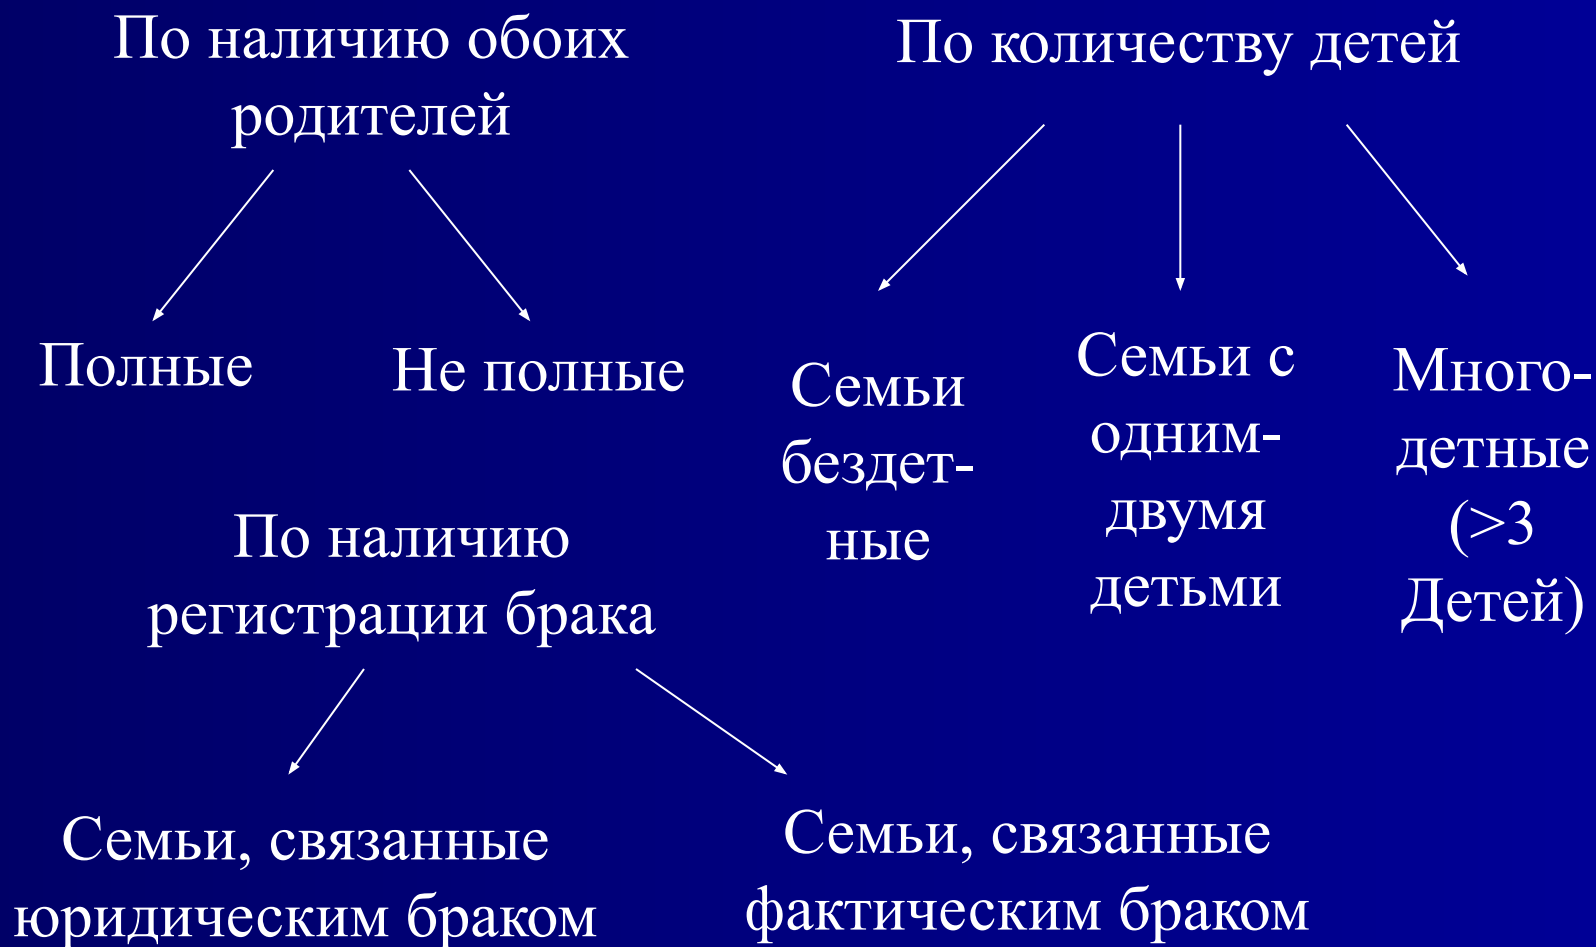 По наличию обоих
родителей
Полные
Не полные
По количеству детей
Семьи
бездет-
ные
Семьи с
одним-
двумя
детьми
Много-
детные
(>3
Детей)
По наличию
регистрации брака
Семьи, связанные
юридическим браком
Семьи, связанные
фактическим браком